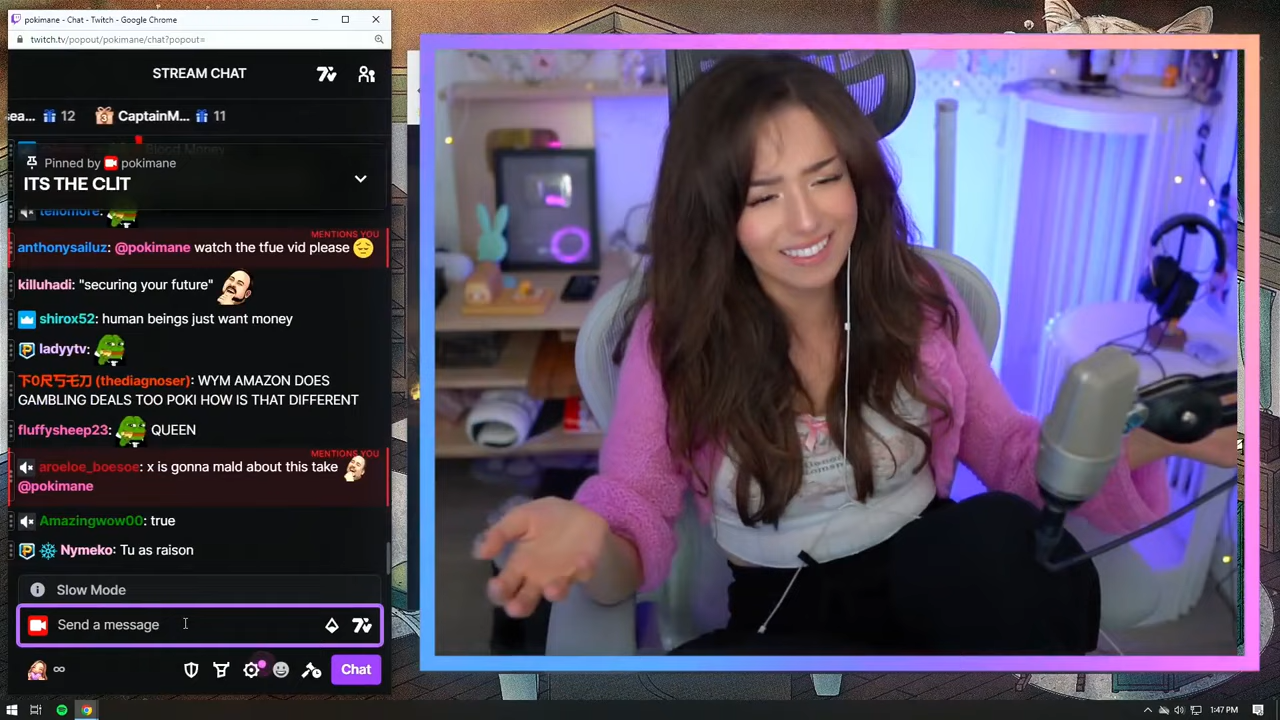 pokimane - Chat - Twitch - Google Chrome
twitch.tv/popout/pokimane/chat?popout=
STREAM CHAT
ea... 12 CaptainM... 11
Blood Money
Pinned by pokimane
ITS THE CLIT
tellomore:
MENTIONS YOU
anthonysailuz: @pokimane watch the tfue vid please
killuhadi: "securing your future"
shirox52: human beings just want money
ladyytv:
(thediagnoser): WYM AMAZON DOES
GAMBLING DEALS TOO POKI HOW IS THAT DIFFERENT
fluffysheep23: QUEEN
MENTIONS YOU
aroeloe_boesoe: x is gonna mald about this take
@pokimane
Amazingwow00: true
Nymeko: Tu as raison
Slow Mode
Send a message
∞
Chat
1:47 PM